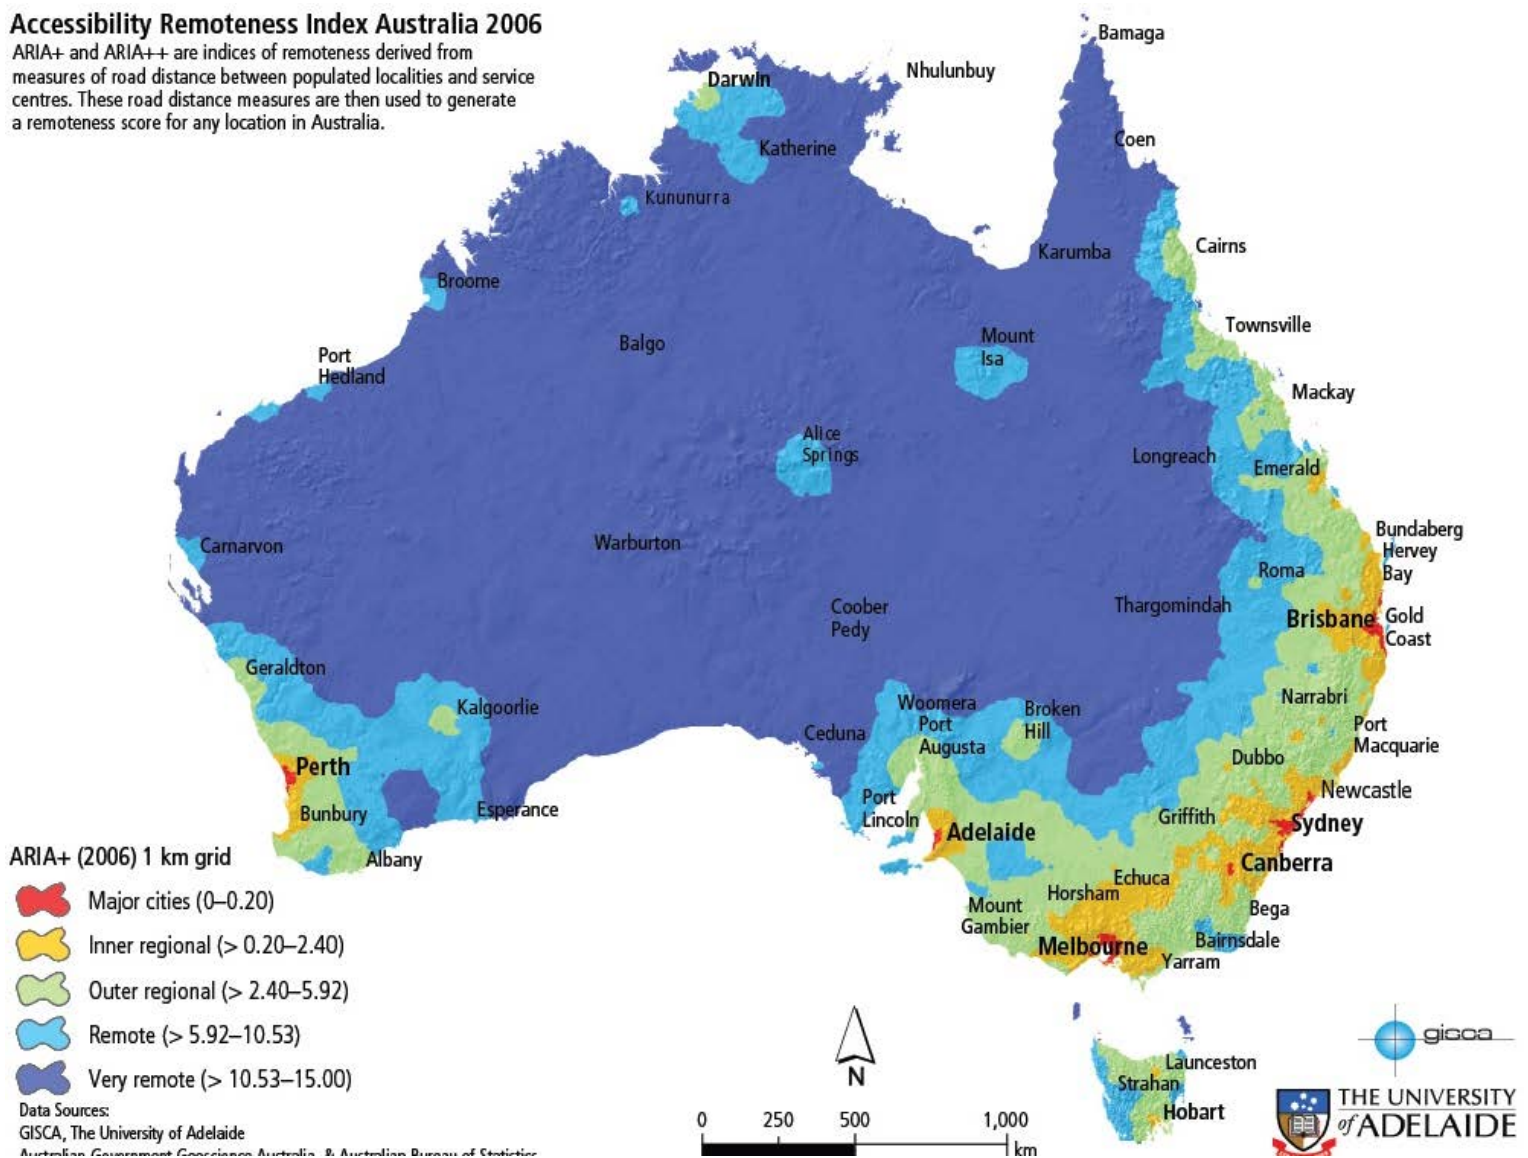 Accessibility Remoteness Index Australia 2006
ARIA+ and ARIA++ are indices of remoteness derived from
measures of road distance between populated localities and service
centres. These road distance measures are then used to generate
a remoteness score for any location in Australia.
Bamaga
Nhulunbuy
Darwin
Coen
Katherine
Kununurra
Cairns
Karumba
Broome
Townsville
Mount
Isa
Balgo
Port
Hedland
Mackay
Alice
Springs
Longreach
Emerald
Bundaberg
Hervey
Bay
Carnarvon
Warburton
Roma
Coober
Pedy
Thargomindah
Brisbane
Gold
Coast
Geraldton
Narrabri
Kalgoorlie
Woomera
Port
Augusta
Broken
Hill
Ceduna
Port
Macquarie
Dubbo
Perth
Newcastle
Port
Lincoln
Esperance
Bunbury
Griffith
Sydney
Adelaide
Albany
Canberra
Echuca
Horsham
Mount
Gambier
Bega
Bairnsdale
Melbourne
Yarram
ARIA+ (2006) 1 km grid
Major cities (0–0.20)
Inner regional (> 0.20–2.40)
Outer regional (> 2.40–5.92)
Remote (> 5.92–10.53)
Very remote (> 10.53–15.00)
Data Sources:
GISCA, The University of Adelaide
Australian Government Geoscience Australia, & Australian Bureau of Statistics
N
0 250 500 1,000
km
Launceston
Strahan
Hobart
gisca
THE UNIVERSITY
of ADELAIDE